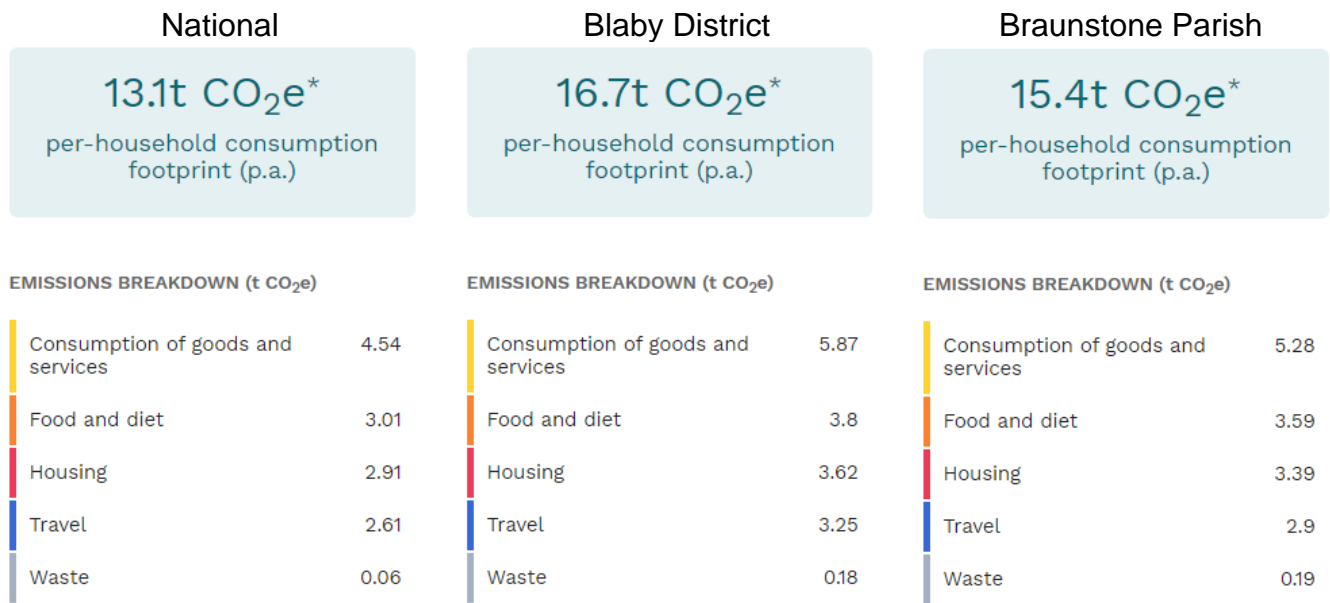 National
13.1t CO₂e*
per-household consumption
footprint (p.a.)
EMISSIONS BREAKDOWN (t CO₂e)
Consumption of goods and 4.54
services
Food and diet 3.01
Housing 2.91
Travel 2.61
Waste 0.06
Blaby District
16.7t CO₂e*
per-household consumption
footprint (p.a.)
EMISSIONS BREAKDOWN (t CO₂e)
Consumption of goods and 5.87
services
Food and diet 3.8
Housing 3.62
Travel 3.25
Waste 0.18
Braunstone Parish
15.4t CO₂e*
per-household consumption
footprint (p.a.)
EMISSIONS BREAKDOWN (t CO₂e)
Consumption of goods and 5.28
services
Food and diet 3.59
Housing 3.39
Travel 2.9
Waste 0.19